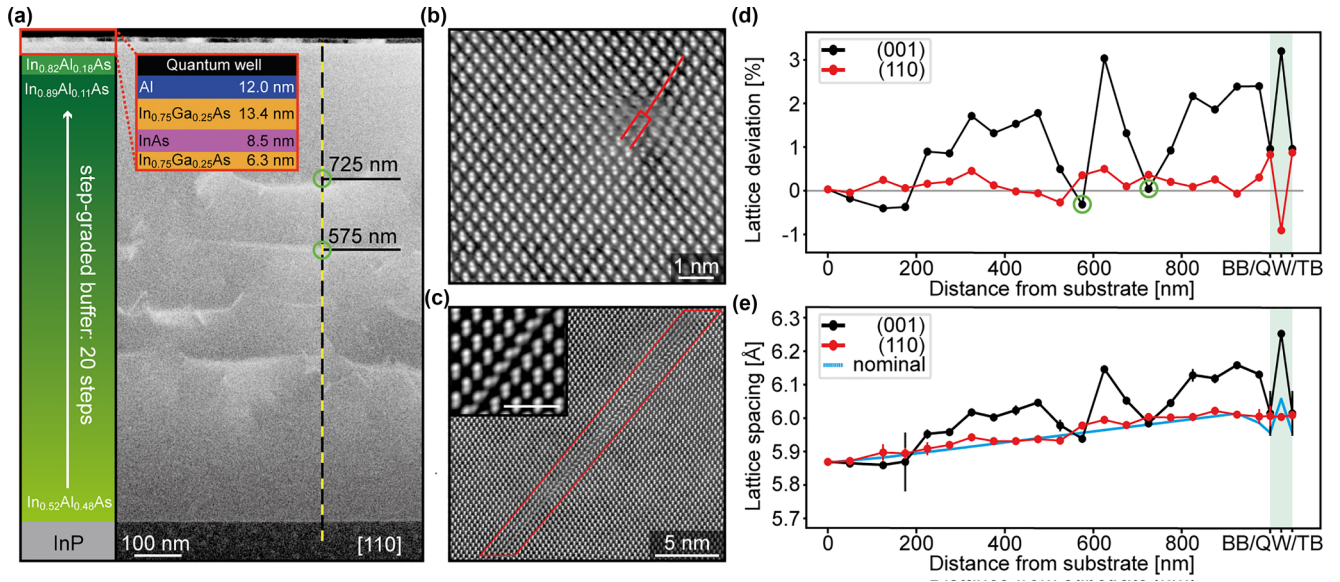 (a)
In0.82Al0.18As
In0.89Al0.11As
step-graded buffer: 20 steps
In0.52Al0.48As
InP
Quantum well
Al 12.0 nm
In0.75Ga0.25As 13.4 nm
InAs 8.5 nm
In0.75Ga0.25As 6.3 nm
725 nm
575 nm
100 nm
[110]
(b)
1 nm
(c)
5 nm
(d)
(001)
(110)
Lattice deviation [%]
3
2
1
0
-1
0 200 400 600 800 BB/QW/TB
Distance from substrate [nm]
(e)
(001)
(110)
nominal
Lattice spacing [Å]
6.3
6.2
6.1
6.0
5.9
5.8
5.7
0 200 400 600 800 BB/QW/TB
Distance from substrate [nm]